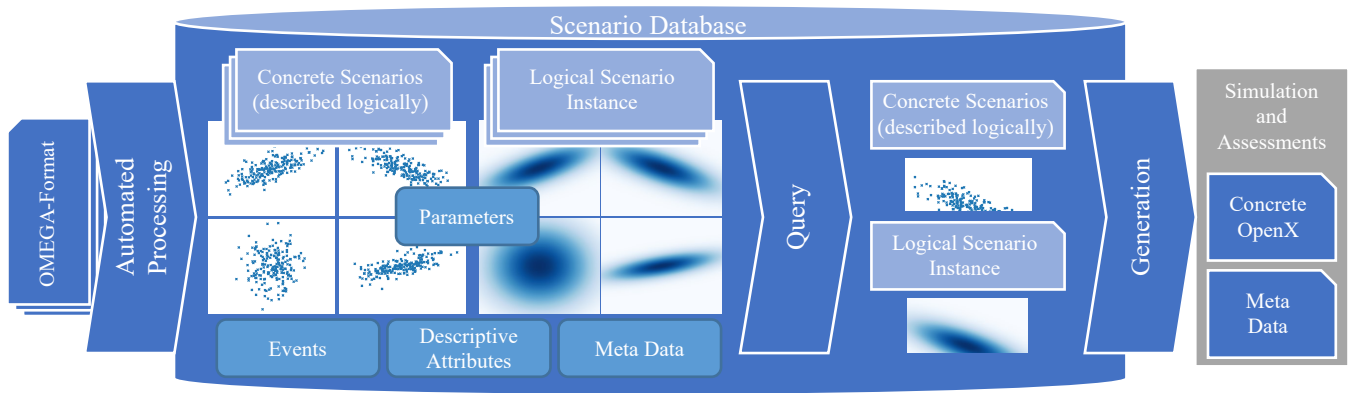 Scenario Database
OMEGA-Format
Automated
Processing
Concrete Scenarios
(described logically)
Logical Scenario
Instance
Parameters
Events
Descriptive
Attributes
Meta Data
Query
Concrete Scenarios
(described logically)
Logical Scenario
Instance
Generation
Simulation
and
Assessments
Concrete
OpenX
Meta
Data